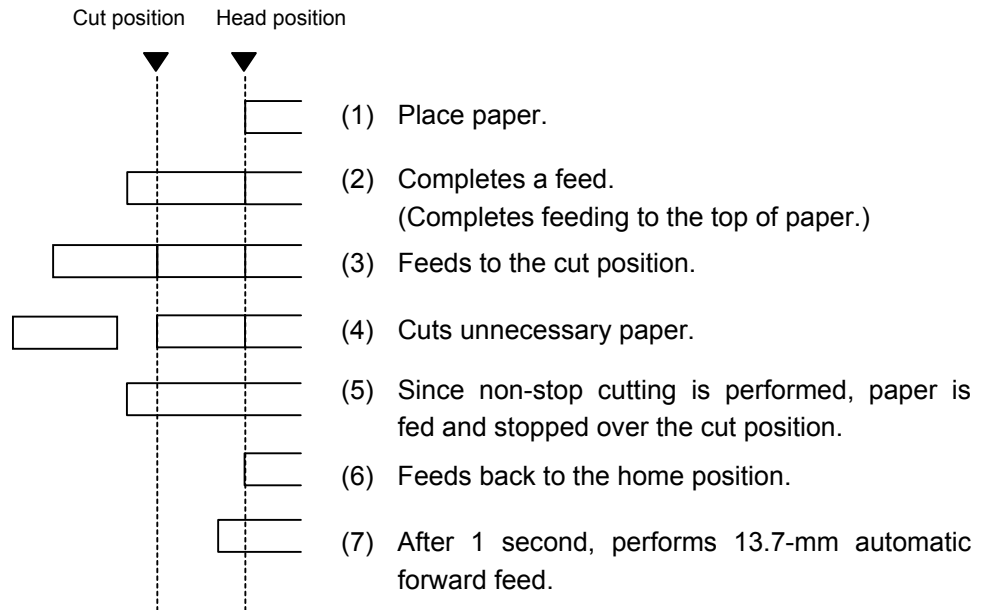 Cut position Head position
(1) Place paper.
(2) Completes a feed.
(Completes feeding to the top of paper.)
(3) Feeds to the cut position.
(4) Cuts unnecessary paper.
(5) Since non-stop cutting is performed, paper is
fed and stopped over the cut position.
(6) Feeds back to the home position.
(7) After 1 second, performs 13.7-mm automatic
forward feed.